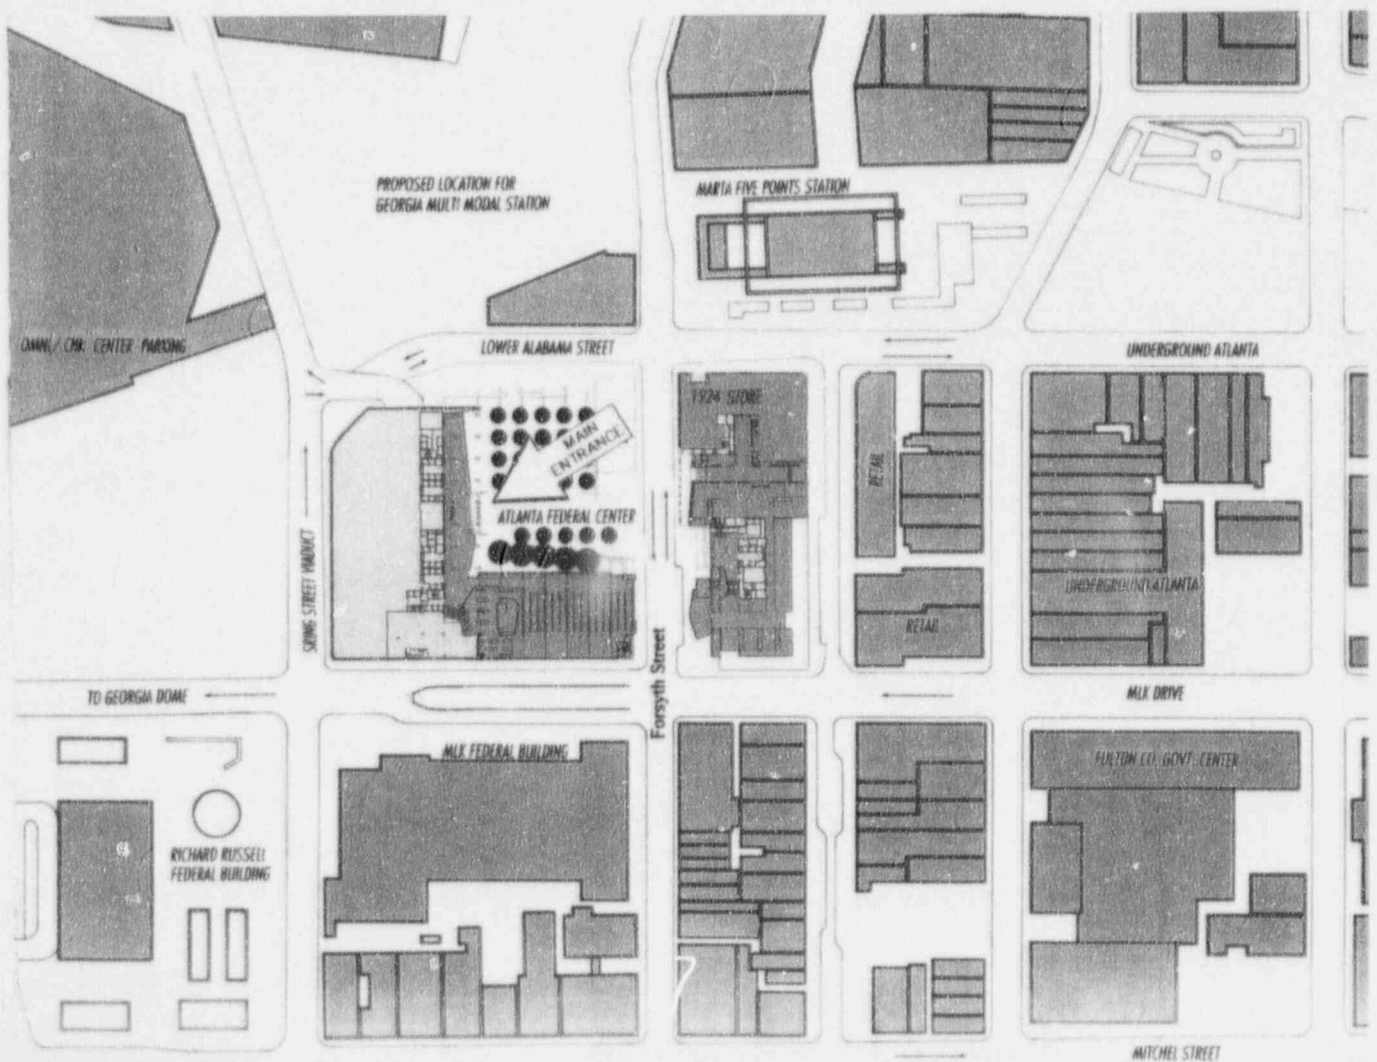 PROPOSED LOCATION FOR
GEORGIA MULTI MODAL STATION
MARTA FIVE POINTS STATION
OMNI/ CNN CENTER PARKING
LOWER ALABAMA STREET
UNDERGROUND ATLANTA
1924 STORE
MAIN
ENTRANCE
RETAIL
ATLANTA FEDERAL CENTER
SRING STREET VIADUCT
UNDERGROUND ATLANTA
RETAIL
Forsyth Street
TO GEORGIA DOME
MLK DRIVE
MLK FEDERAL BUILDING
FULTON CO. GOVT. CENTER
RICHARD RUSSELL
FEDERAL BUILDING
MITCHEL STREET